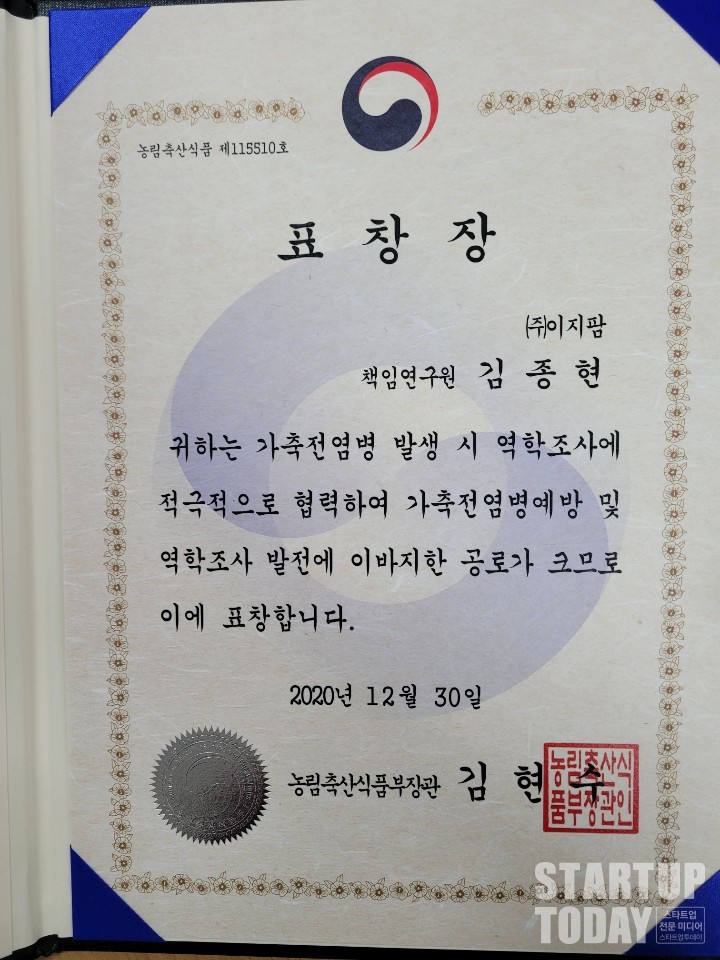 농림축산식품 제115510호
표 창 장
(주)이지팜
책임연구원 김 종 현
귀하는 가축전염병 발생 시 역학조사에
적극적으로 협력하여 가축전염병예방 및
역학조사 발전에 이바지한 공로가 크므로
이에 표창합니다.
2020년 12월 30일
농림축산식품부장관 김 현 수
농림축산식
품부장관인
STARTUP
TODAY
스타트업
전문 미디어
스타트업투데이